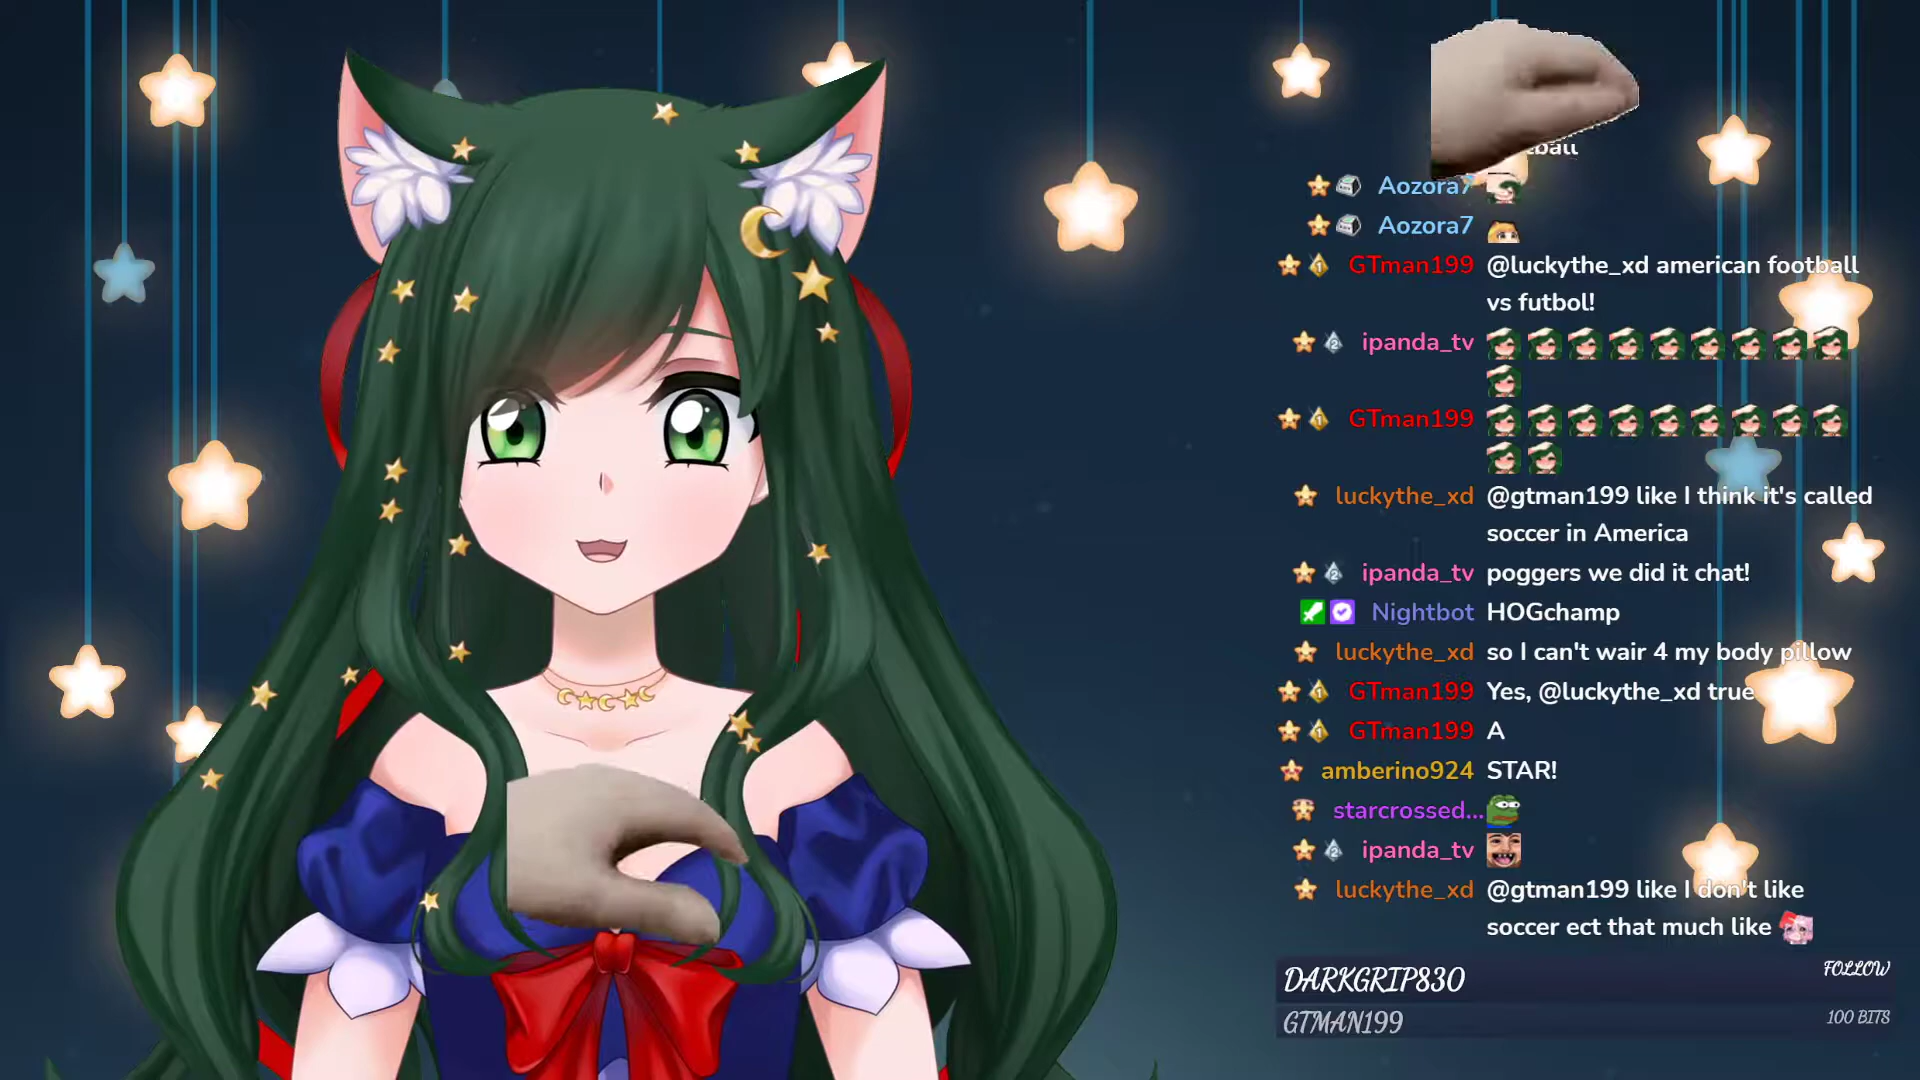 Aozora7
Aozora7
GTman199 @luckythe_xd american football
vs futbol!
ipanda_tv
GTman199
luckythe_xd @gtman199 like I think it's called
soccer in America
ipanda_tv poggers we did it chat!
Nightbot HOGchamp
luckythe_xd so I can't wair 4 my body pillow
GTman199 Yes, @luckythe_xd true
GTman199 A
amberino924 STAR!
starcrossed...
ipanda_tv
luckythe_xd @gtman199 like I don't like
soccer ect that much like
DARKGRIP830 FOLLOW
GTMAN199 100 BITS